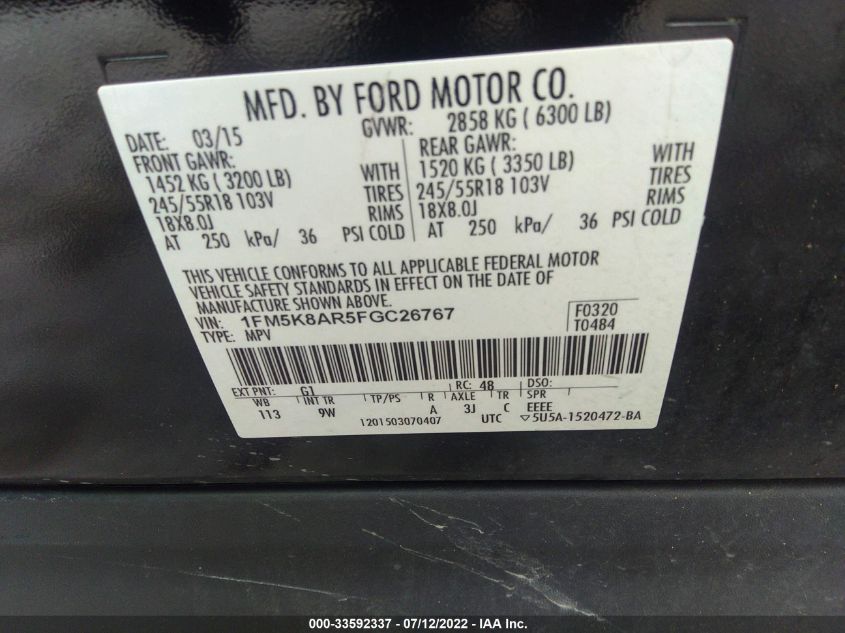 MFD. BY FORD MOTOR CO.
DATE: 03/15 GVWR: 2858 KG ( 6300 LB)
FRONT GAWR: REAR GAWR:
1452 KG ( 3200 LB) WITH 1520 KG ( 3350 LB) WITH
245/55R18 103V TIRES 245/55R18 103V TIRES
18X8.0J RIMS 18X8.0J RIMS
AT 250 kPa/ 36 PSI COLD AT 250 kPa/ 36 PSI COLD
THIS VEHICLE CONFORMS TO ALL APPLICABLE FEDERAL MOTOR
VEHICLE SAFETY STANDARDS IN EFFECT ON THE DATE OF
MANUFACTURE SHOWN ABOVE.
VIN: 1FM5K8AR5FGC26767 F0320
TYPE: MPV T0484
EXT PNT: G1 RC: 48 DSO:
WB INT TR TP/PS R AXLE TR SPR
113 9W A 3J C EEEE
1201503070407 UTC ▽5U5A-1520472-BA
000-33592337 - 07/12/2022 - IAA Inc.